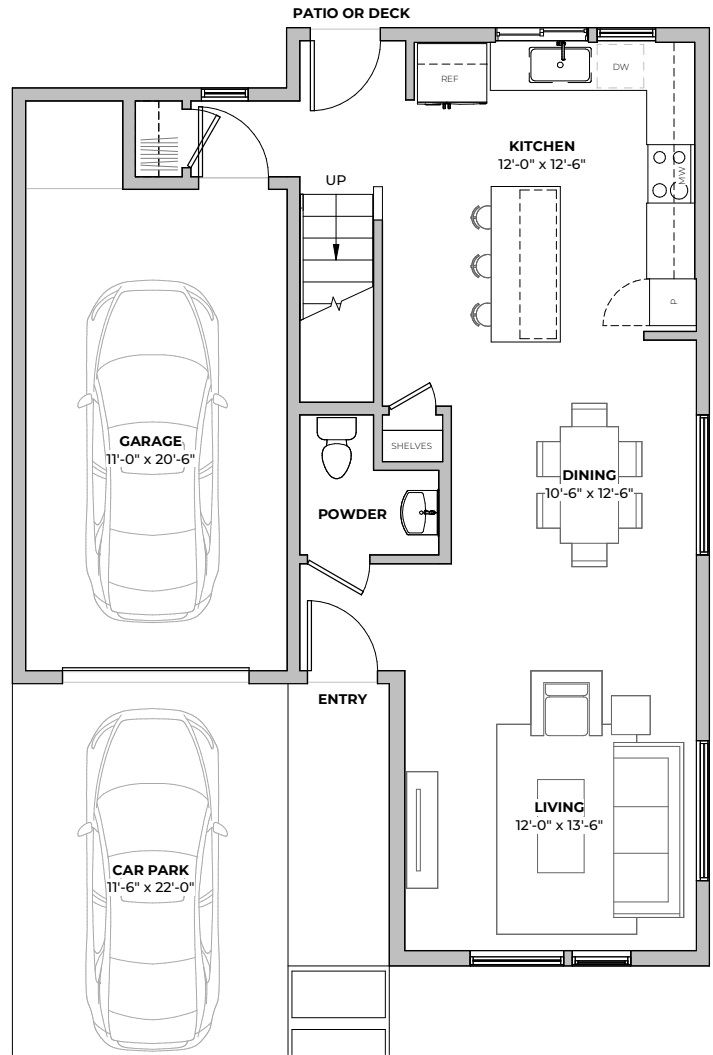 PATIO OR DECK
REF
DW
KITCHEN
12'-0" x 12'-6"
MW
UP
P
GARAGE
11'-0" x 20'-6"
SHELVES
DINING
10'-6" x 12'-6"
POWDER
ENTRY
LIVING
12'-0" x 13'-6"
CAR PARK
11'-6" x 22'-0"